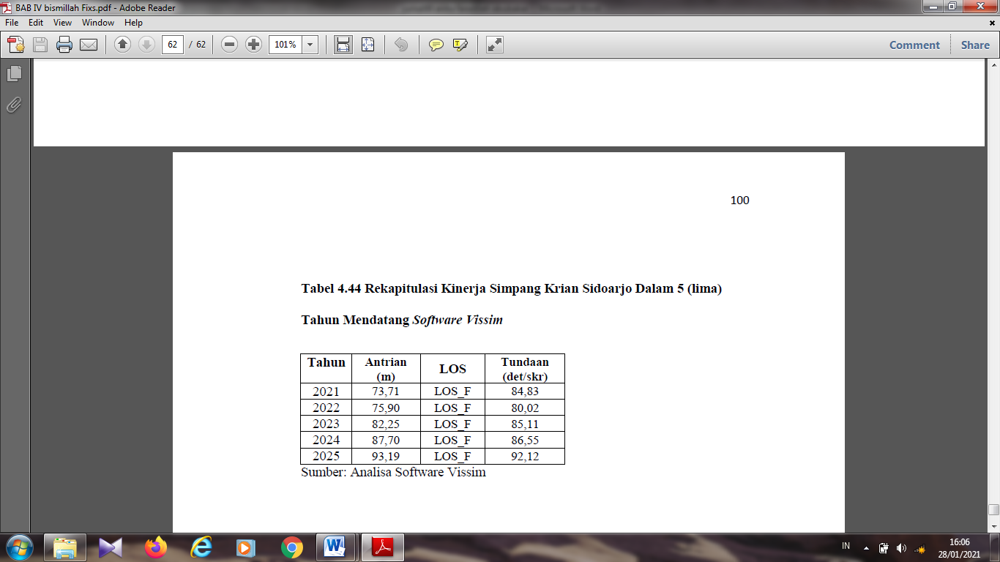 BAB IV bismillah Fixs.pdf - Adobe Reader
File Edit View Window Help
62 / 62 101% Comment Share
100
Tabel 4.44 Rekapitulasi Kinerja Simpang Krian Sidoarjo Dalam 5 (lima)
Tahun Mendatang Software Vissim
Tahun Antrian (m) LOS Tundaan (det/skr)
2021 73,71 LOS_F 84,83
2022 75,90 LOS_F 80,02
2023 82,25 LOS_F 85,11
2024 87,70 LOS_F 86,55
2025 93,19 LOS_F 92,12
Sumber: Analisa Software Vissim
IN 16:06
28/01/2021